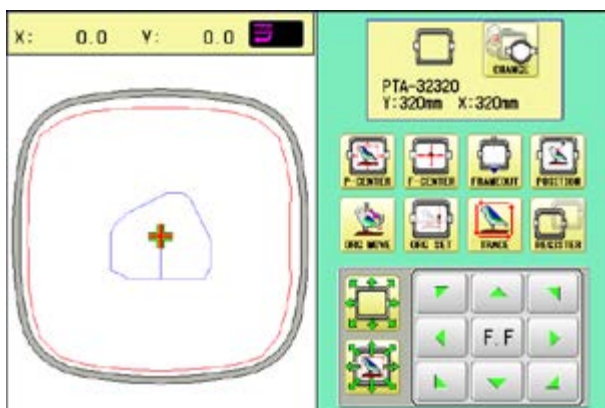 X: 0.0 Y: 0.0
CHANGE
PTA-32320
Y:320mm X:320mm
P-CENTER F-CENTER FRAMEOUT POSITION
ORG MOVE ORG SET TRACE REGISTER
F.F